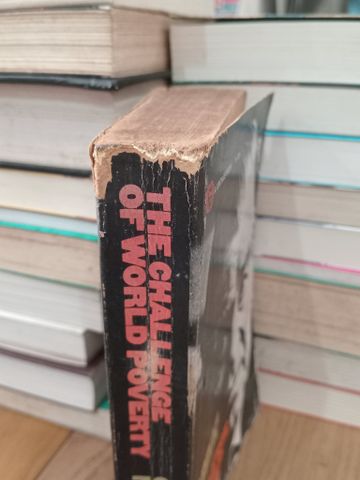 THE CHALLENGE
OF WORLD POVERTY